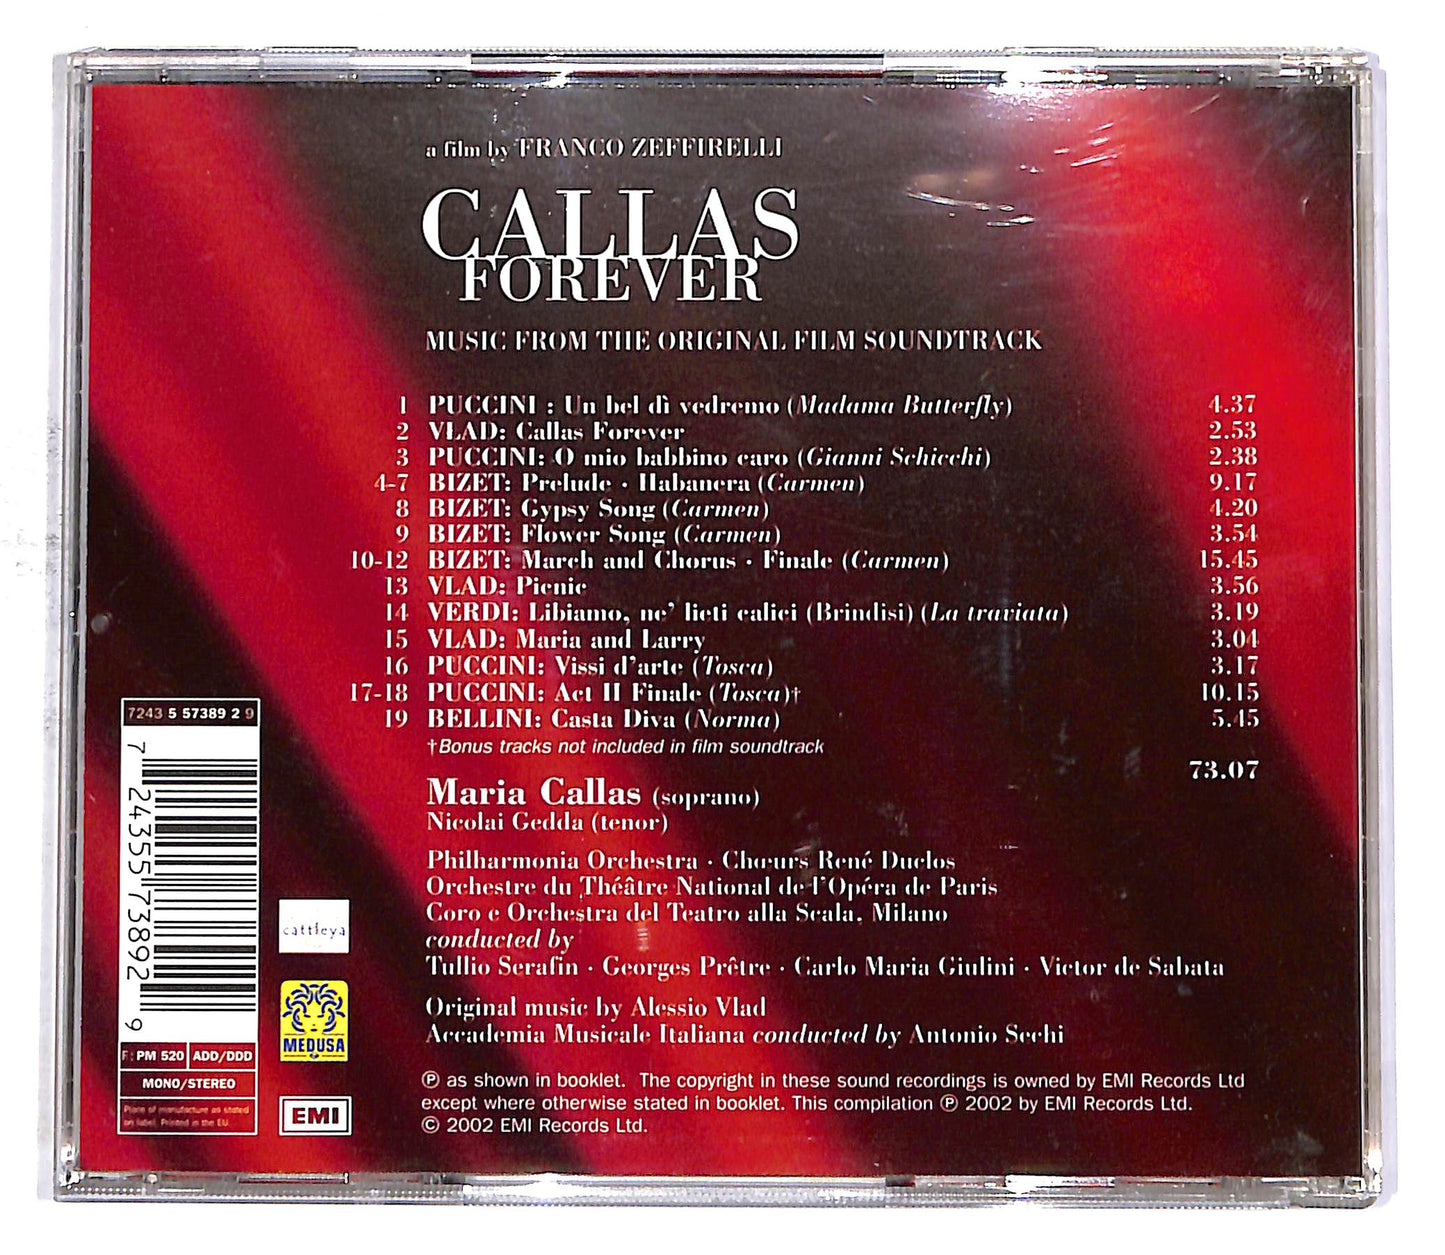 a film by FRANCO ZEFFIRELLI
CALLAS
FOREVER
MUSIC FROM THE ORIGINAL FILM SOUNDTRACK
1 PUCCINI : Un bel dì vedremo (Madama Butterfly) 4.37
2 VLAD: Callas Forever 2.53
3 PUCCINI: O mio babbino caro (Gianni Schicchi) 2.38
4-7 BIZET: Prelude · Habanera (Carmen) 9.17
8 BIZET: Gypsy Song (Carmen) 4.20
9 BIZET: Flower Song (Carmen) 3.54
10-12 BIZET: March and Chorus · Finale (Carmen) 15.45
13 VLAD: Picnic 3.56
14 VERDI: Libiamo, ne' lieti calici (Brindisi) (La traviata) 3.19
15 VLAD: Maria and Larry 3.04
16 PUCCINI: Vissi d'arte (Tosca) 3.17
17-18 PUCCINI: Act II Finale (Tosca)† 10.15
19 BELLINI: Casta Diva (Norma) 5.45
†Bonus tracks not included in film soundtrack
73.07
Maria Callas (soprano)
Nicolai Gedda (tenor)
Philharmonia Orchestra · Chœurs René Duclos
Orchestre du Théâtre National de l'Opéra de Paris
Coro e Orchestra del Teatro alla Scala, Milano
conducted by
Tullio Serafin · Georges Prêtre · Carlo Maria Giulini · Victor de Sabata
Original music by Alessio Vlad
Accademia Musicale Italiana conducted by Antonio Sechi
℗ as shown in booklet. The copyright in these sound recordings is owned by EMI Records Ltd
except where otherwise stated in booklet. This compilation ℗ 2002 by EMI Records Ltd.
© 2002 EMI Records Ltd.
7243 5 57389 2 9
7 24355 73892 9
F: PM 520 ADD/DDD
MONO/STEREO
Place of manufacture as stated
on label. Printed in the EU
cattleya
MEDUSA
EMI